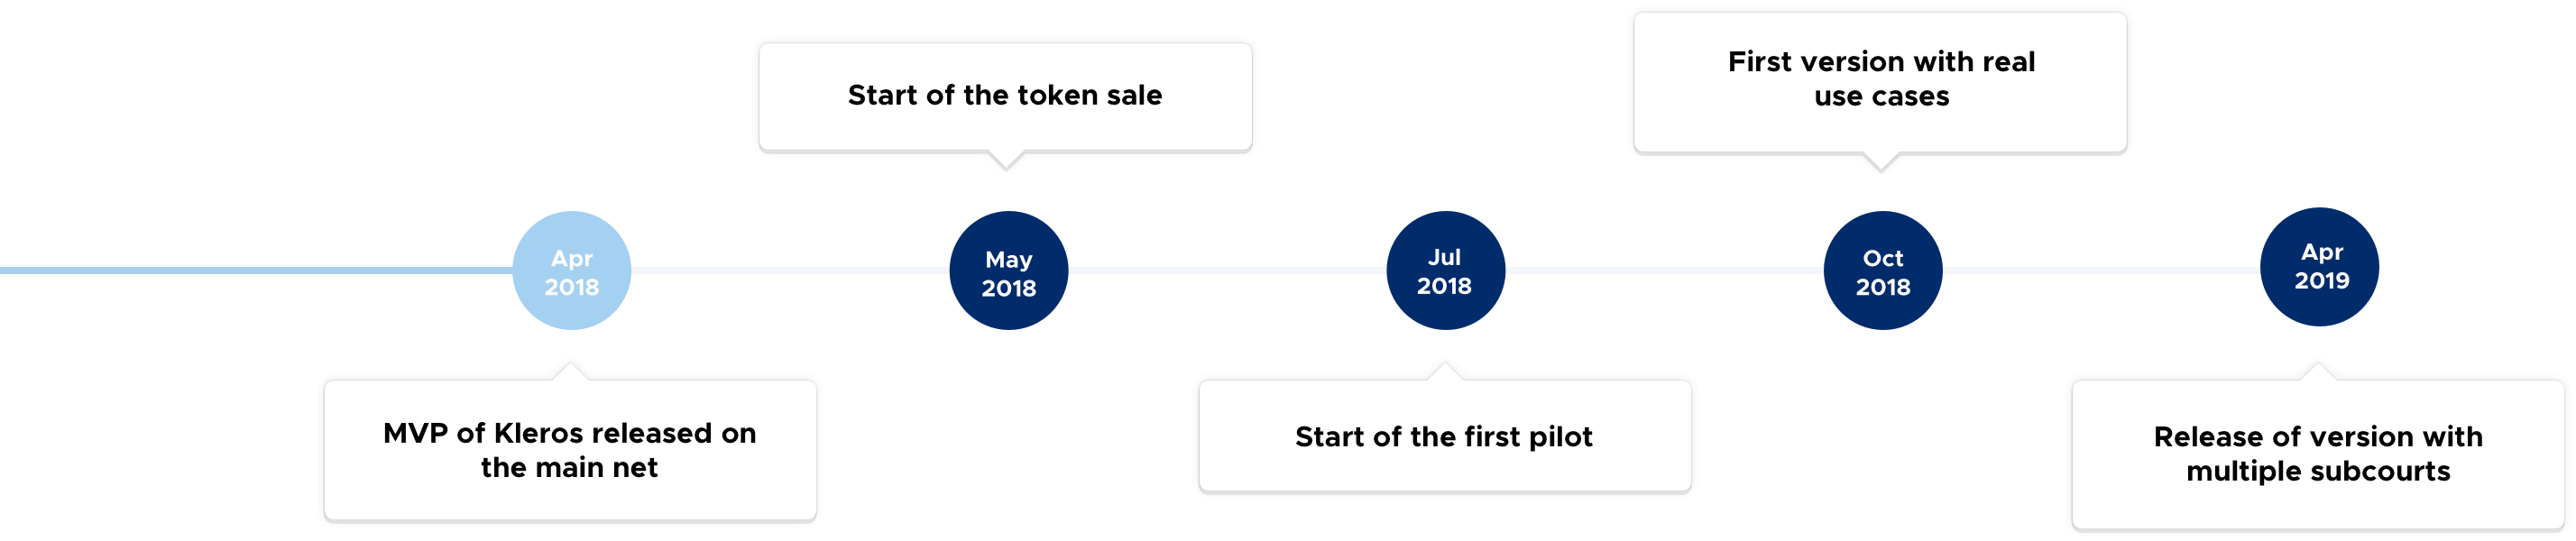 Apr
2018
MVP of Kleros released on
the main net
Start of the token sale
May
2018
Jul
2018
Start of the first pilot
First version with real
use cases
Oct
2018
Apr
2019
Release of version with
multiple subcourts